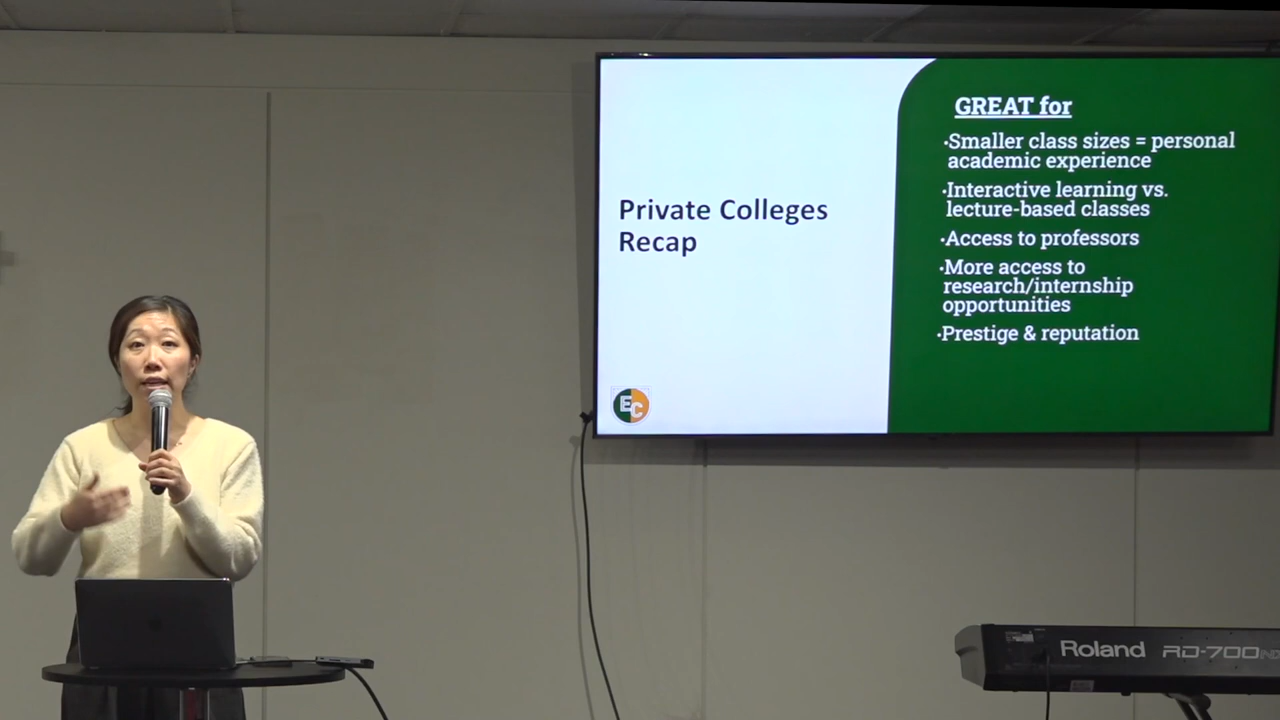 GREAT for
·Smaller class sizes = personal
academic experience
·Interactive learning vs.
lecture-based classes
·Access to professors
·More access to
research/internship
opportunities
·Prestige & reputation
Private Colleges
Recap
EC
Roland
RD-700NX